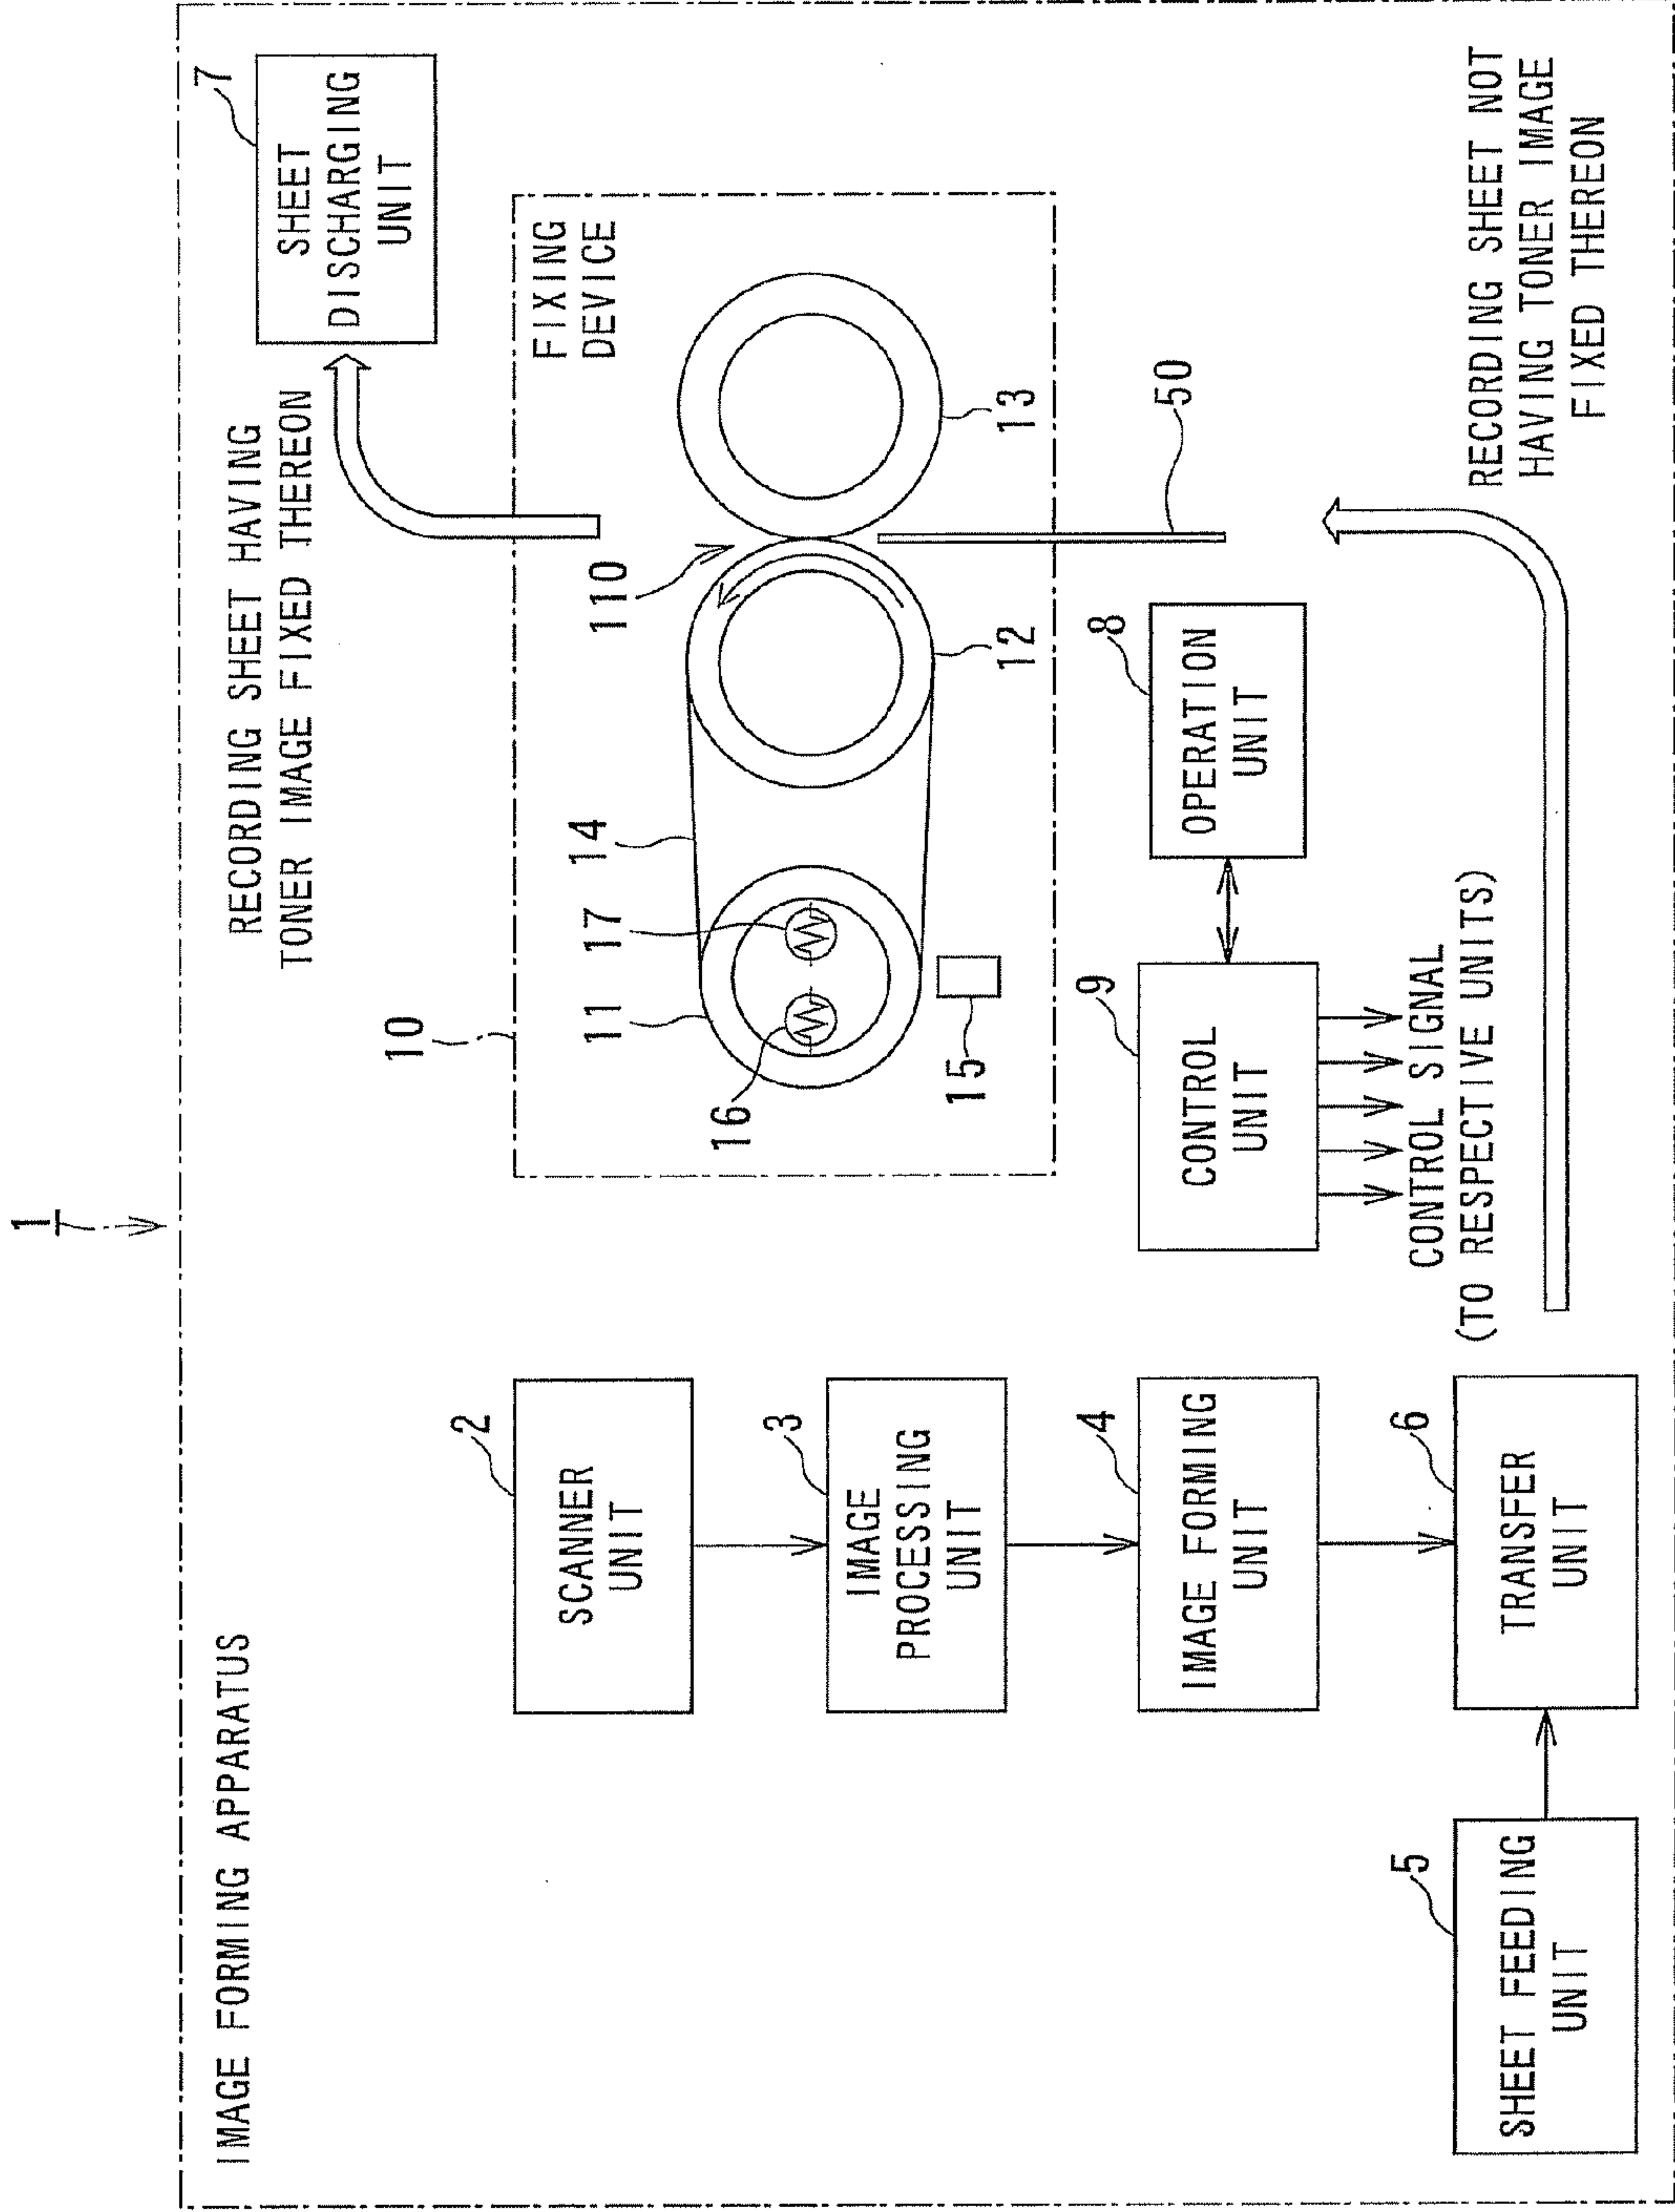 1
IMAGE FORMING APPARATUS
RECORDING SHEET HAVING
TONER IMAGE FIXED THEREON
7
SHEET
DISCHARGING
UNIT
10
FIXING
DEVICE
2
SCANNER
UNIT
16
11
17
14
110
15
12
13
3
IMAGE
PROCESSING
UNIT
50
4
IMAGE FORMING
UNIT
9
CONTROL
UNIT
8
OPERATION
UNIT
CONTROL SIGNAL
(TO RESPECTIVE UNITS)
5
SHEET FEEDING
UNIT
6
TRANSFER
UNIT
RECORDING SHEET NOT
HAVING TONER IMAGE
FIXED THEREON